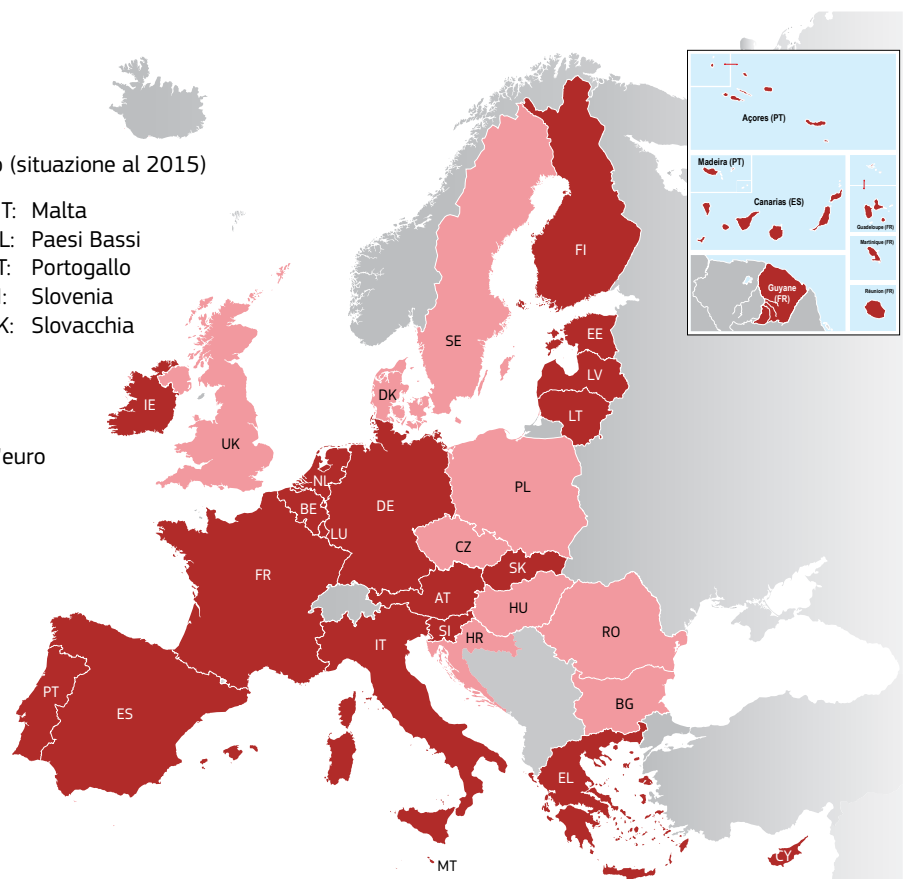 o (situazione al 2015)
T: Malta
L: Paesi Bassi
T: Portogallo
I: Slovenia
K: Slovacchia
'euro
Açores (PT)
Madeira (PT)
Canarias (ES)
Guadeloupe (FR)
Martinique (FR)
Guyane
(FR)
Réunion (FR)
FI
SE
EE
LV
LT
DK
IE
UK
NL
BE
LU
DE
PL
CZ
SK
FR
AT
HU
SI
HR
IT
RO
BG
PT
ES
EL
MT
CY